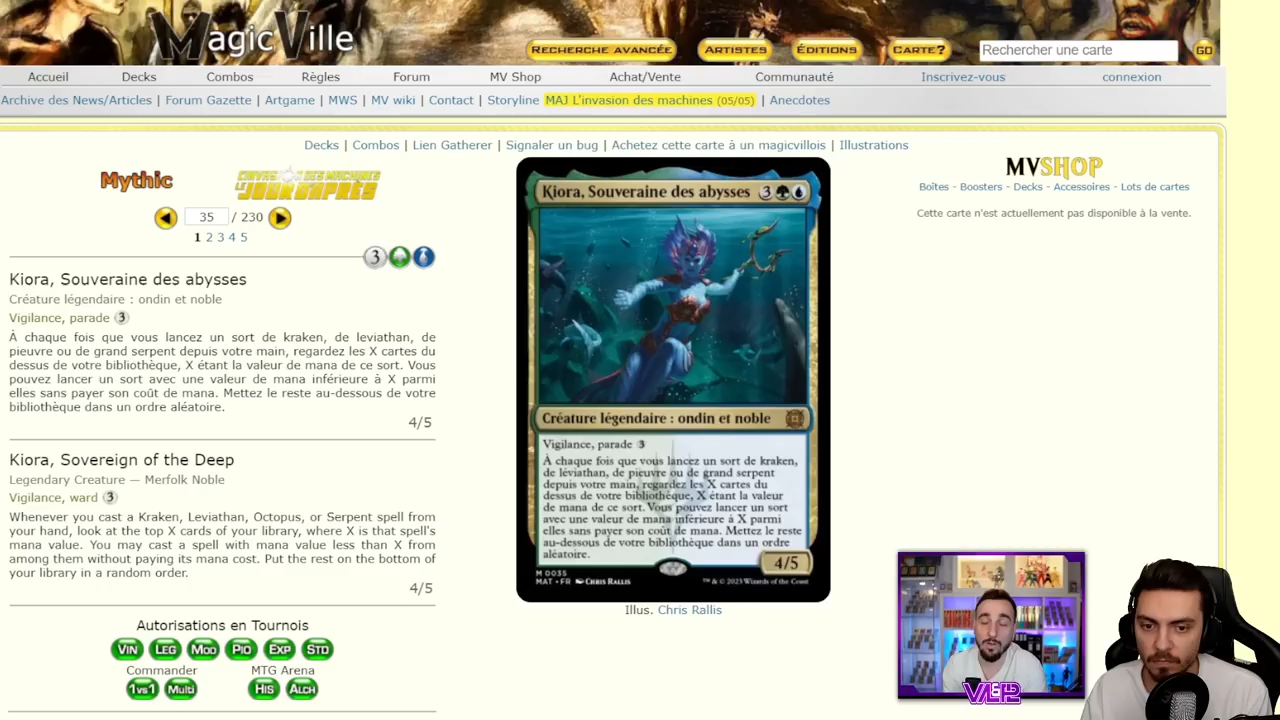 MagicVille
RECHERCHE AVANCÉE
ARTISTES
ÉDITIONS
CARTE?
Rechercher une carte
GO
Accueil Decks Combos Règles Forum MV Shop Achat/Vente Communauté Inscrivez-vous connexion
Archive des News/Articles | Forum Gazette | Artgame | MWS | MV wiki | Contact | Storyline MAJ L'invasion des machines (05/05) | Anecdotes
Decks | Combos | Lien Gatherer | Signaler un bug | Achetez cette carte à un magicvillois | Illustrations
Mythic
35 / 230
1 2 3 4 5
3
Kiora, Souveraine des abysses
Créature légendaire : ondin et noble
Vigilance, parade 3
À chaque fois que vous lancez un sort de kraken, de leviathan, de
pieuvre ou de grand serpent depuis votre main, regardez les X cartes du
dessus de votre bibliothèque, X étant la valeur de mana de ce sort. Vous
pouvez lancer un sort avec une valeur de mana inférieure à X parmi
elles sans payer son coût de mana. Mettez le reste au-dessous de votre
bibliothèque dans un ordre aléatoire.
4/5
Kiora, Sovereign of the Deep
Legendary Creature — Merfolk Noble
Vigilance, ward 3
Whenever you cast a Kraken, Leviathan, Octopus, or Serpent spell from
your hand, look at the top X cards of your library, where X is that spell's
mana value. You may cast a spell with mana value less than X from
among them without paying its mana cost. Put the rest on the bottom of
your library in a random order.
4/5
Autorisations en Tournois
VIN LEG MOD PIO EXP STD
Commander MTG Arena
1vs1 Multi HIS ALCH
Kiora, Souveraine des abysses 3
Créature légendaire : ondin et noble
Vigilance, parade 3
À chaque fois que vous lancez un sort de kraken,
de léviathan, de pieuvre ou de grand serpent
depuis votre main, regardez les X cartes du
dessus de votre bibliothèque, X étant la valeur
de mana de ce sort. Vous pouvez lancer un sort
avec une valeur de mana inférieure à X parmi
elles sans payer son coût de mana. Mettez le reste
au-dessous de votre bibliothèque dans un ordre
aléatoire.
4/5
M 0035
MAT • FR CHRIS RALLIS
™ & © 2023 Wizards of the Coast
Illus. Chris Rallis
MVSHOP
Boîtes - Boosters - Decks - Accessoires - Lots de cartes
Cette carte n'est actuellement pas disponible à la vente.